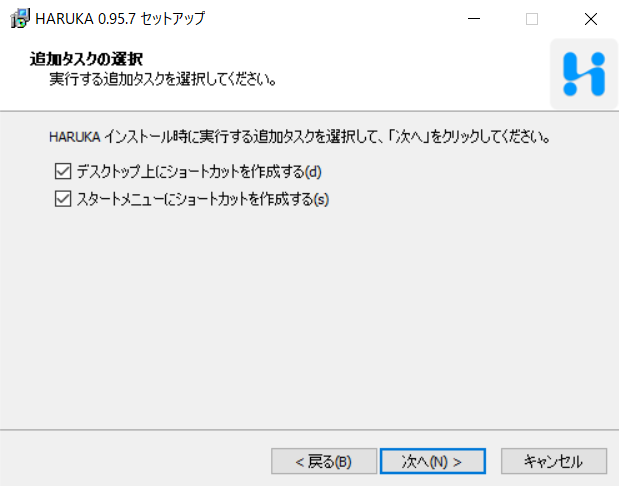 HARUKA 0.95.7 セットアップ
追加タスクの選択
実行する追加タスクを選択してください。
HARUKA インストール時に実行する追加タスクを選択して、「次へ」をクリックしてください。
デスクトップ上にショートカットを作成する(d)
スタートメニューにショートカットを作成する(s)
< 戻る(B) 次へ(N) > キャンセル